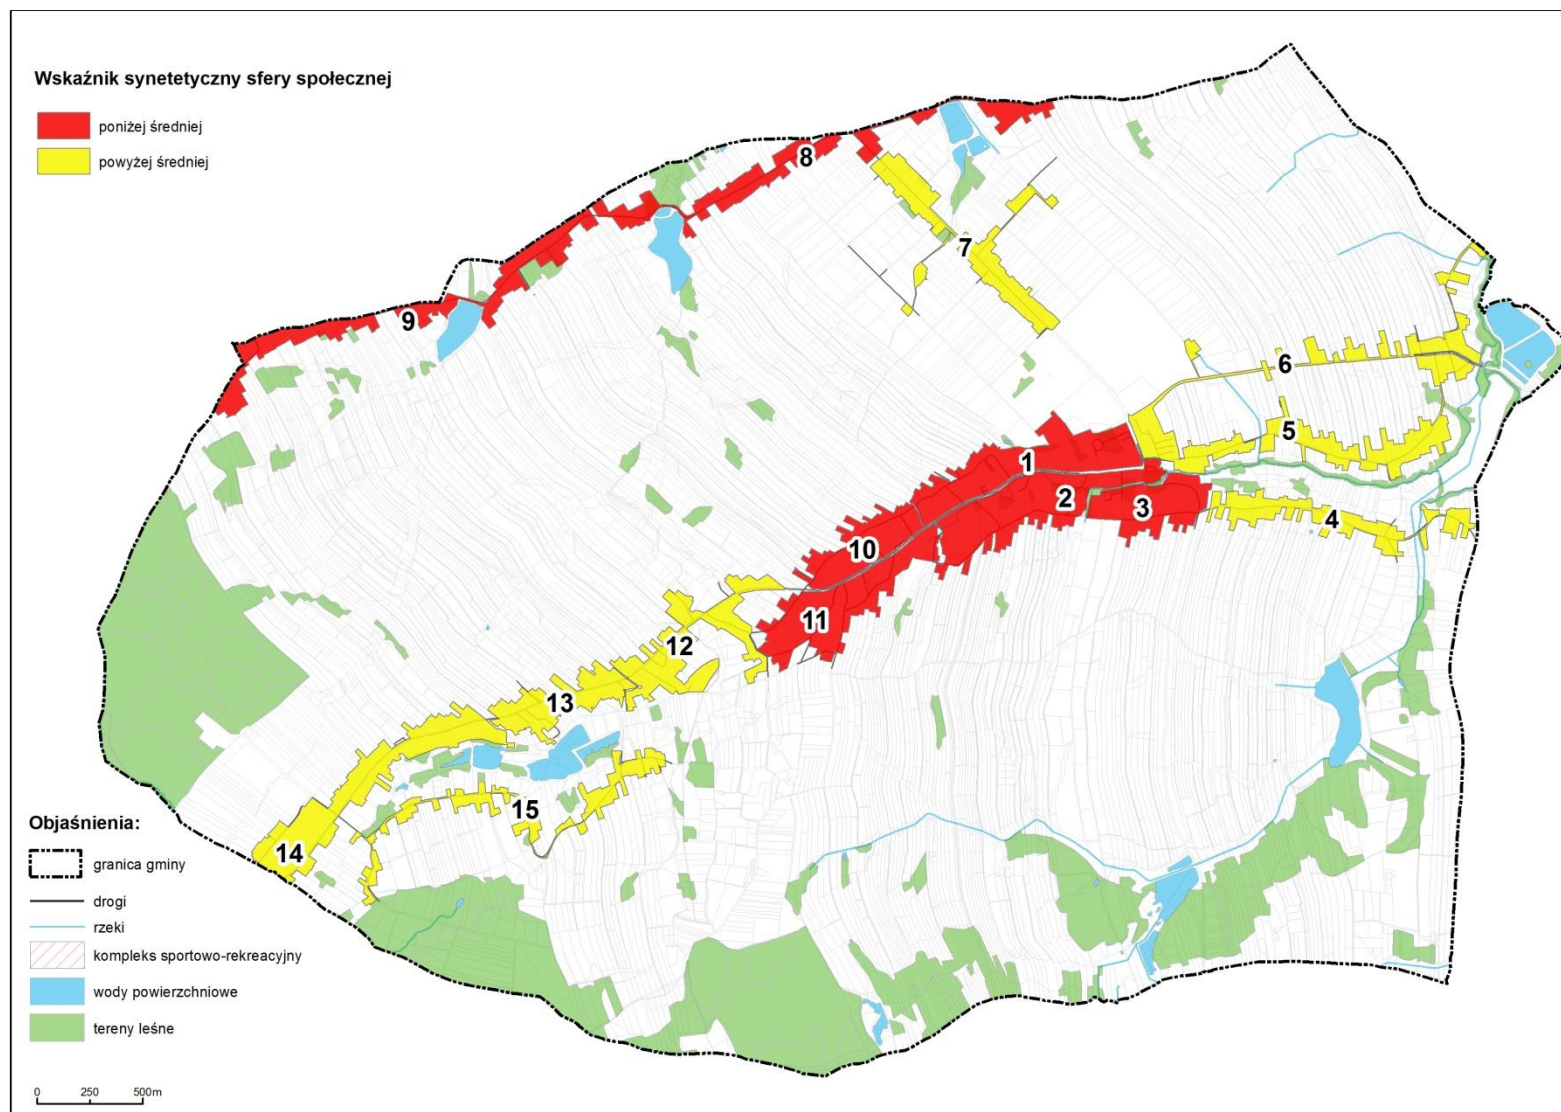 Wskaźnik synetetyczny sfery społecznej
poniżej średniej
powyżej średniej
8
7
9
6
5
1
2
3
4
10
11
12
13
15
14
Objaśnienia:
granica gminy
drogi
rzeki
kompleks sportowo-rekreacyjny
wody powierzchniowe
tereny leśne
0 250 500m